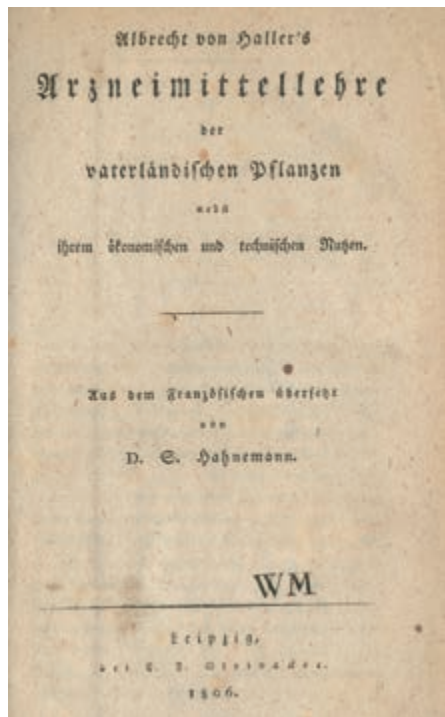 Albrecht von Haller's
Arzneimittellehre
der
vaterländischen Pflanzen
nebst
ihrem ökonomischen und technischen Nutzen.
Aus dem Französischen übersetzt
von
D. S. Hahnemann.
WM
Leipzig,
bei
1806.